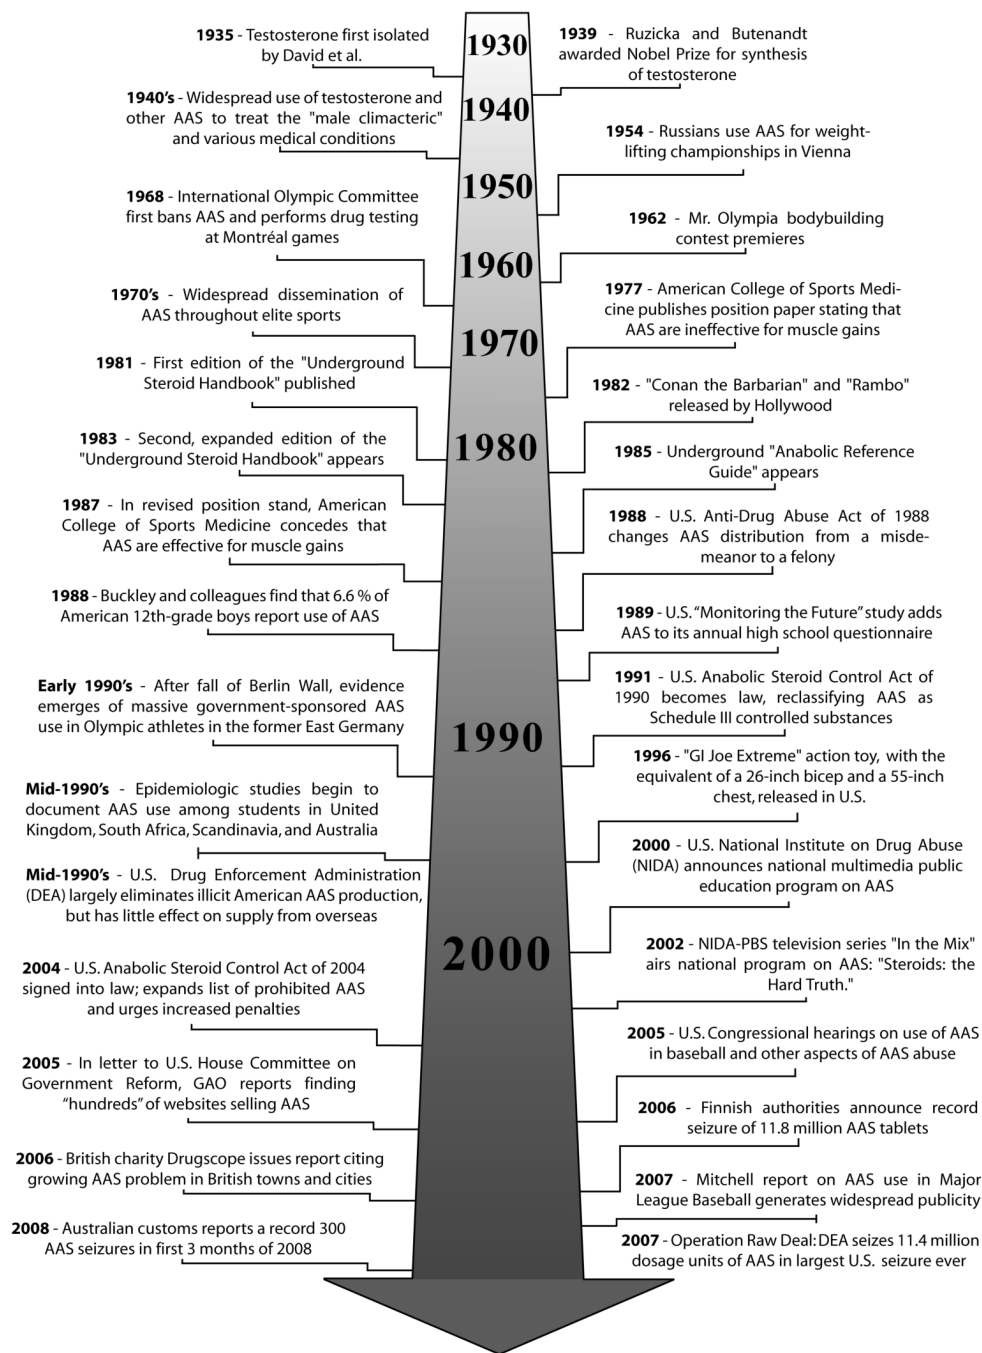 1935 - Testosterone first isolated
by David et al.
1930
1939 - Ruzicka and Butenandt
awarded Nobel Prize for synthesis
of testosterone
1940's - Widespread use of testosterone and
other AAS to treat the "male climacteric"
and various medical conditions
1940
1954 - Russians use AAS for weight-
lifting championships in Vienna
1950
1968 - International Olympic Committee
first bans AAS and performs drug testing
at Montréal games
1962 - Mr. Olympia bodybuilding
contest premieres
1960
1970's - Widespread dissemination of
AAS throughout elite sports
1977 - American College of Sports Medi-
cine publishes position paper stating that
AAS are ineffective for muscle gains
1970
1981 - First edition of the "Underground
Steroid Handbook" published
1982 - "Conan the Barbarian" and "Rambo"
released by Hollywood
1983 - Second, expanded edition of the
"Underground Steroid Handbook" appears
1980
1985 - Underground "Anabolic Reference
Guide" appears
1987 - In revised position stand, American
College of Sports Medicine concedes that
AAS are effective for muscle gains
1988 - U.S. Anti-Drug Abuse Act of 1988
changes AAS distribution from a misde-
meanor to a felony
1988 - Buckley and colleagues find that 6.6 % of
American 12th-grade boys report use of AAS
1989 - U.S. “Monitoring the Future” study adds
AAS to its annual high school questionnaire
Early 1990's - After fall of Berlin Wall, evidence
emerges of massive government-sponsored AAS
use in Olympic athletes in the former East Germany
1991 - U.S. Anabolic Steroid Control Act of
1990 becomes law, reclassifying AAS as
Schedule III controlled substances
1990
1996 - "GI Joe Extreme" action toy, with the
equivalent of a 26-inch bicep and a 55-inch
chest, released in U.S.
Mid-1990's - Epidemiologic studies begin to
document AAS use among students in United
Kingdom, South Africa, Scandinavia, and Australia
2000 - U.S. National Institute on Drug Abuse
(NIDA) announces national multimedia public
education program on AAS
Mid-1990's - U.S. Drug Enforcement Administration
(DEA) largely eliminates illicit American AAS production,
but has little effect on supply from overseas
2000
2002 - NIDA-PBS television series "In the Mix"
airs national program on AAS: "Steroids: the
Hard Truth."
2004 - U.S. Anabolic Steroid Control Act of 2004
signed into law; expands list of prohibited AAS
and urges increased penalties
2005 - U.S. Congressional hearings on use of AAS
in baseball and other aspects of AAS abuse
2005 - In letter to U.S. House Committee on
Government Reform, GAO reports finding
“hundreds” of websites selling AAS
2006 - Finnish authorities announce record
seizure of 11.8 million AAS tablets
2006 - British charity Drugscope issues report citing
growing AAS problem in British towns and cities
2007 - Mitchell report on AAS use in Major
League Baseball generates widespread publicity
2008 - Australian customs reports a record 300
AAS seizures in first 3 months of 2008
2007 - Operation Raw Deal: DEA seizes 11.4 million
dosage units of AAS in largest U.S. seizure ever